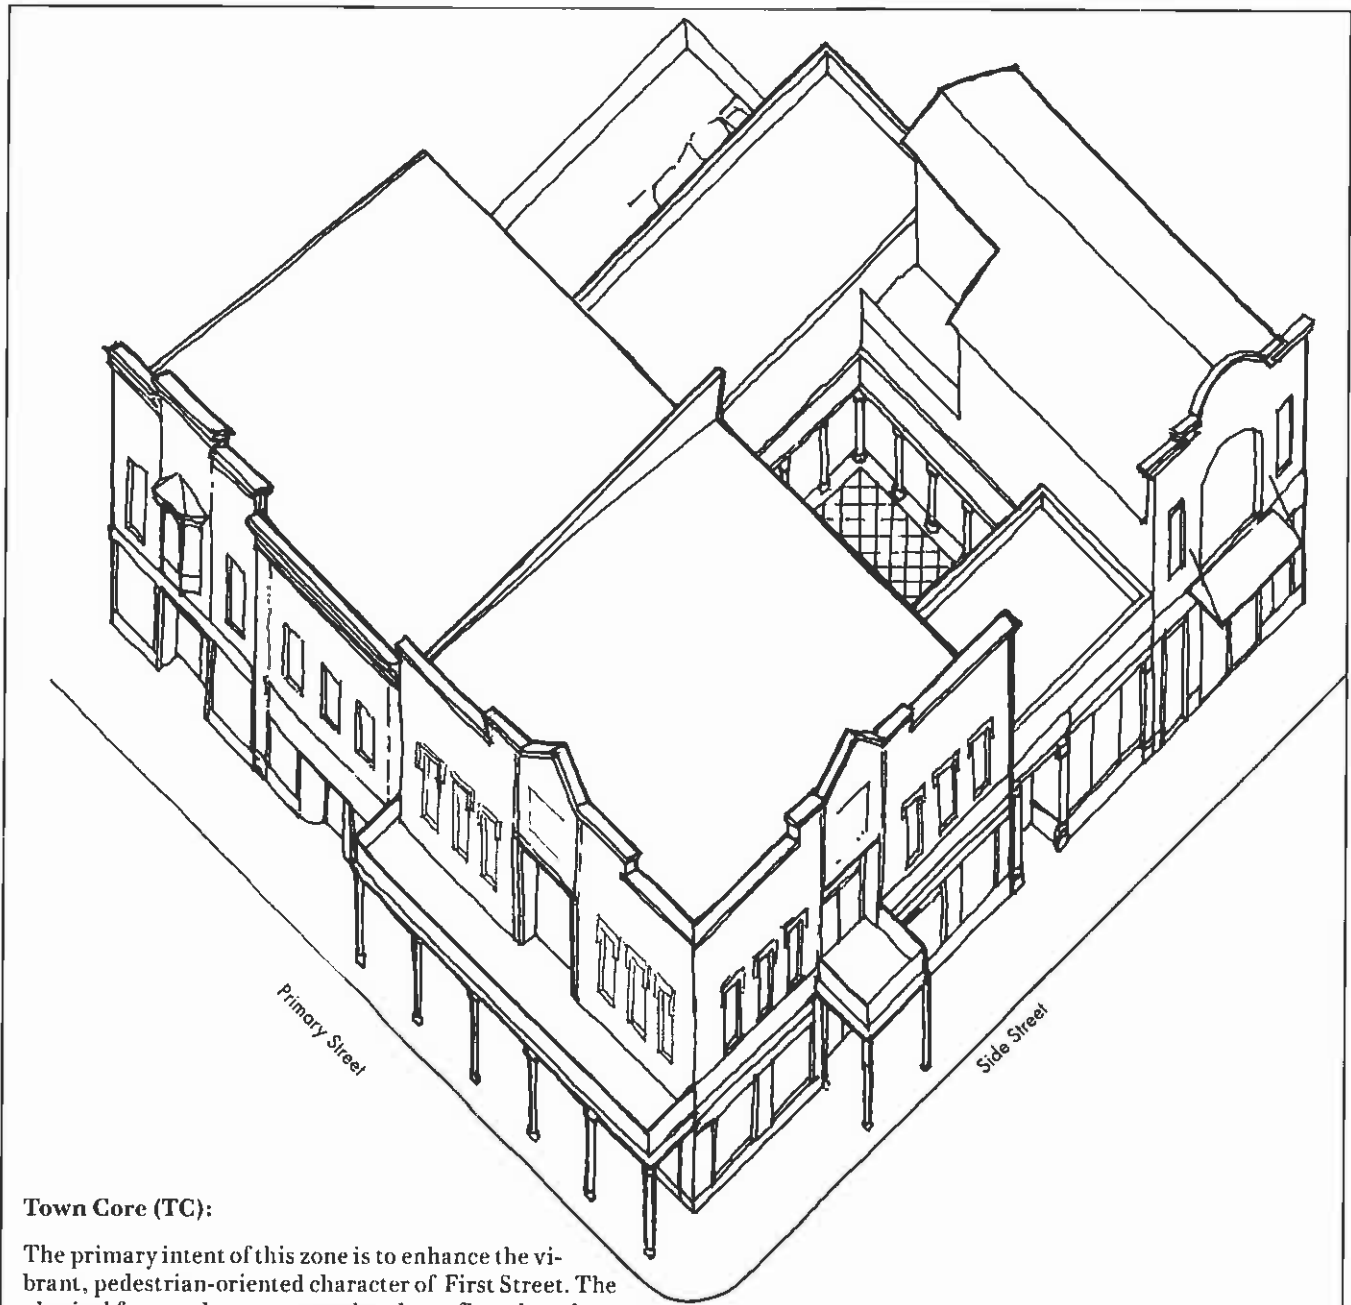 Primary Street
Side Street
Town Core (TC):
The primary intent of this zone is to enhance the vi-
brant, pedestrian-oriented character of First Street. The